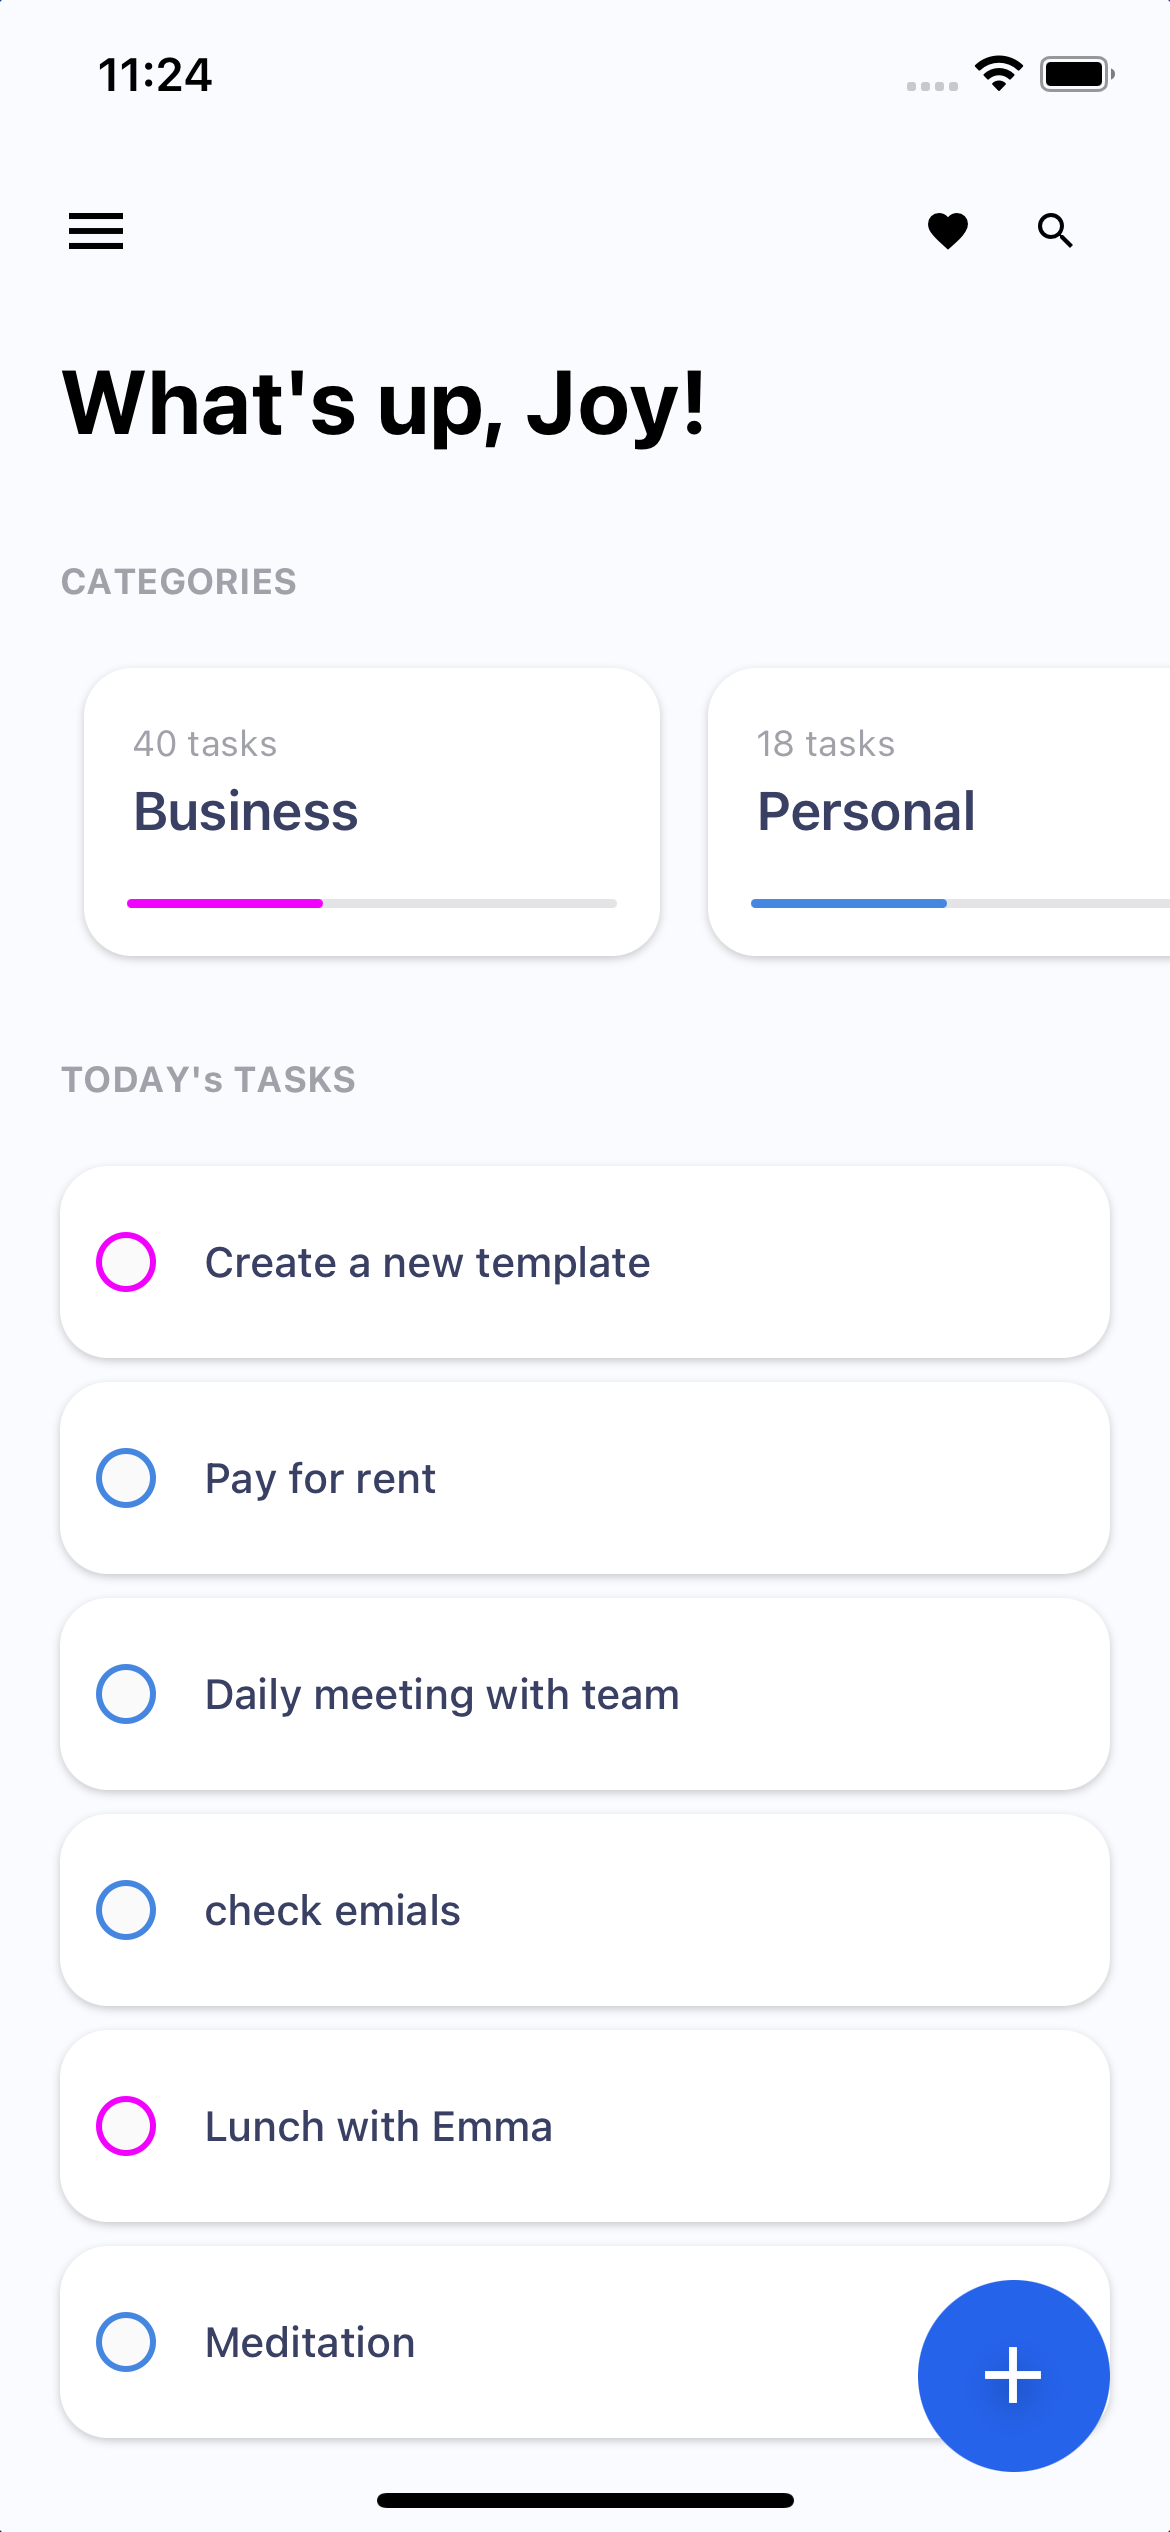 11:24
What's up, Joy!
CATEGORIES
40 tasks
Business
18 tasks
Personal
TODAY's TASKS
Create a new template
Pay for rent
Daily meeting with team
check emials
Lunch with Emma
Meditation